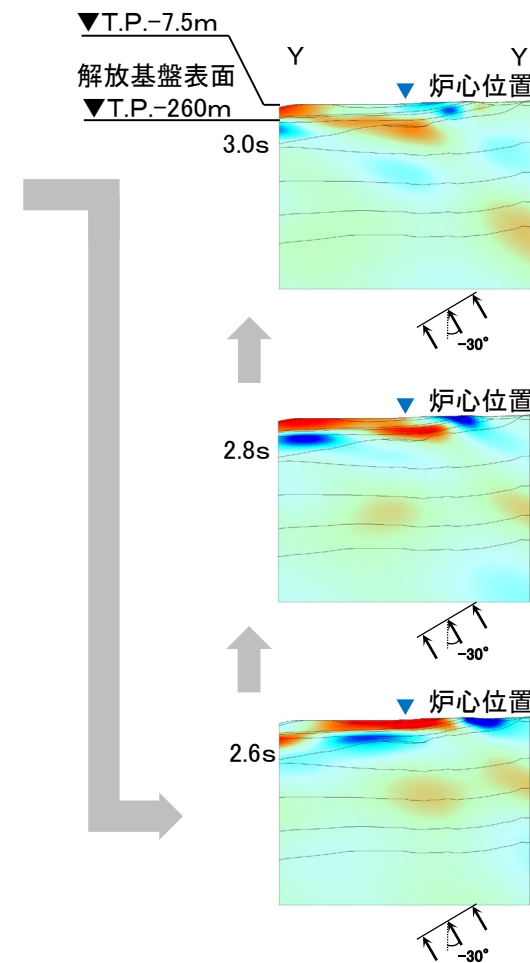 ▼T.P.-7.5m
Y Y
解放基盤表面
▼T.P.-260m
▼ 炉心位置
3.0s
-30°
▼ 炉心位置
2.8s
-30°
▼ 炉心位置
2.6s
-30°